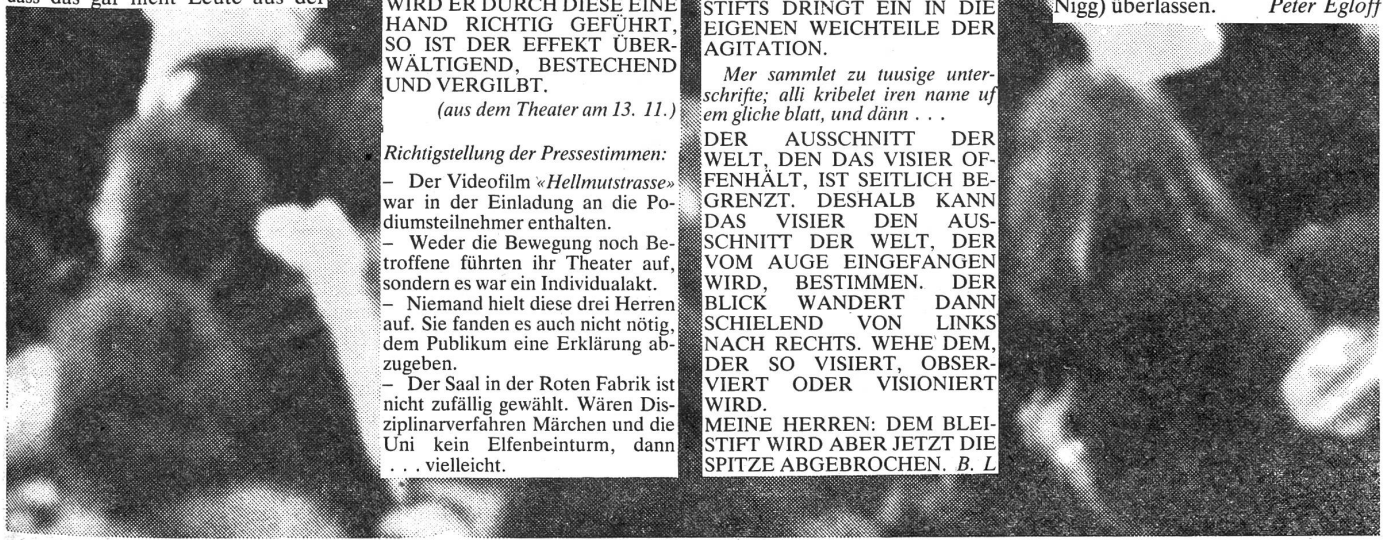 dass das gar nicht Leute aus der
WIRD ER DURCH DIESE EINE
HAND RICHTIG GEFÜHRT,
SO IST DER EFFEKT ÜBER-
WÄLTIGEND, BESTECHEND
UND VERGILBT.
(aus dem Theater am 13. 11.)
Richtigstellung der Pressestimmen:
– Der Videofilm «Hellmutstrasse»
war in der Einladung an die Po-
diumsteilnehmer enthalten.
– Weder die Bewegung noch Be-
troffene führten ihr Theater auf,
sondern es war ein Individualakt.
– Niemand hielt diese drei Herren
auf. Sie fanden es auch nicht nötig,
dem Publikum eine Erklärung ab-
zugeben.
– Der Saal in der Roten Fabrik ist
nicht zufällig gewählt. Wären Dis-
ziplinarverfahren Märchen und die
Uni kein Elfenbeinturm, dann
. . . vielleicht.
STIFTS DRINGT EIN IN DIE
EIGENEN WEICHTEILE DER
AGITATION.
Mer sammlet zu tuusige unter-
schrifte; alli kribelet iren name uf
em gliche blatt, und dänn . . .
DER AUSSCHNITT DER
WELT, DEN DAS VISIER OF-
FENHÄLT, IST SEITLICH BE-
GRENZT. DESHALB KANN
DAS VISIER DEN AUS-
SCHNITT DER WELT, DER
VOM AUGE EINGEFANGEN
WIRD, BESTIMMEN. DER
BLICK WANDERT DANN
SCHIELEND VON LINKS
NACH RECHTS. WEHE DEM,
DER SO VISIERT, OBSER-
VIERT ODER VISIONIERT
WIRD.
MEINE HERREN: DEM BLEI-
STIFT WIRD ABER JETZT DIE
SPITZE ABGEBROCHEN. B. L
Nigg) überlassen. Peter Egloff